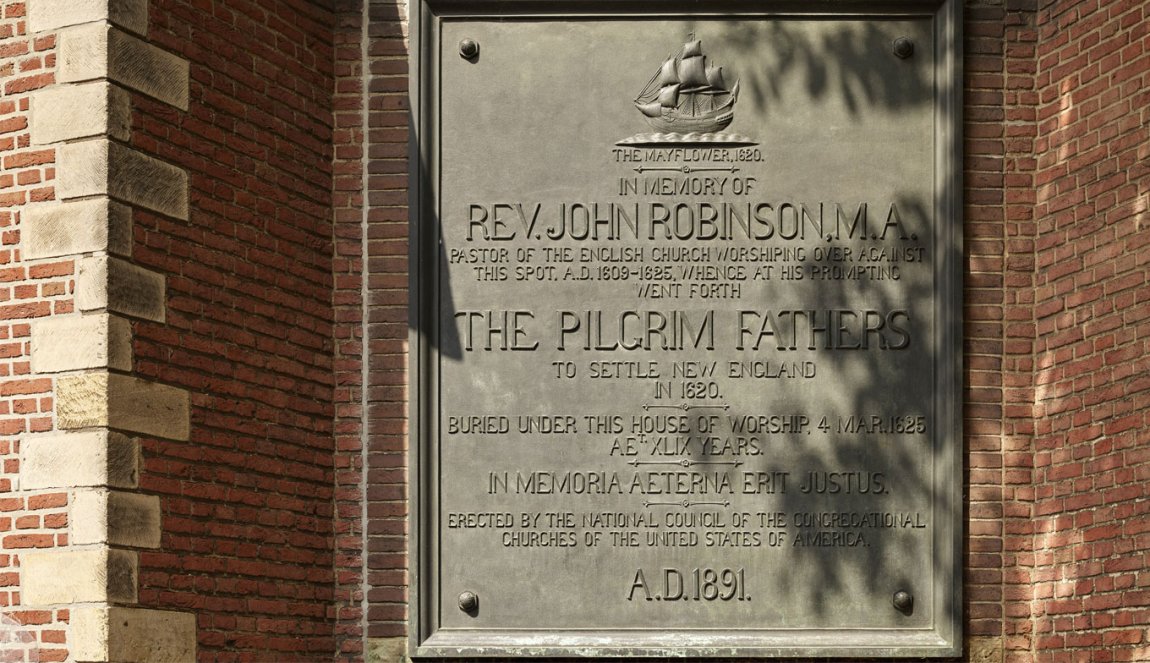 THE MAYFLOWER, 1620.
IN MEMORY OF
REV. JOHN ROBINSON, M.A.
PASTOR OF THE ENGLISH CHURCH WORSHIPING OVER AGAINST
THIS SPOT, A.D. 1609-1625, WHENCE AT HIS PROMPTING
WENT FORTH
THE PILGRIM FATHERS
TO SETTLE NEW ENGLAND
IN 1620.
BURIED UNDER THIS HOUSE OF WORSHIP, 4 MAR. 1625
AET. XLIX YEARS.
IN MEMORIA AETERNA ERIT JUSTUS.
ERECTED BY THE NATIONAL COUNCIL OF THE CONGREGATIONAL
CHURCHES OF THE UNITED STATES OF AMERICA.
A.D. 1891.